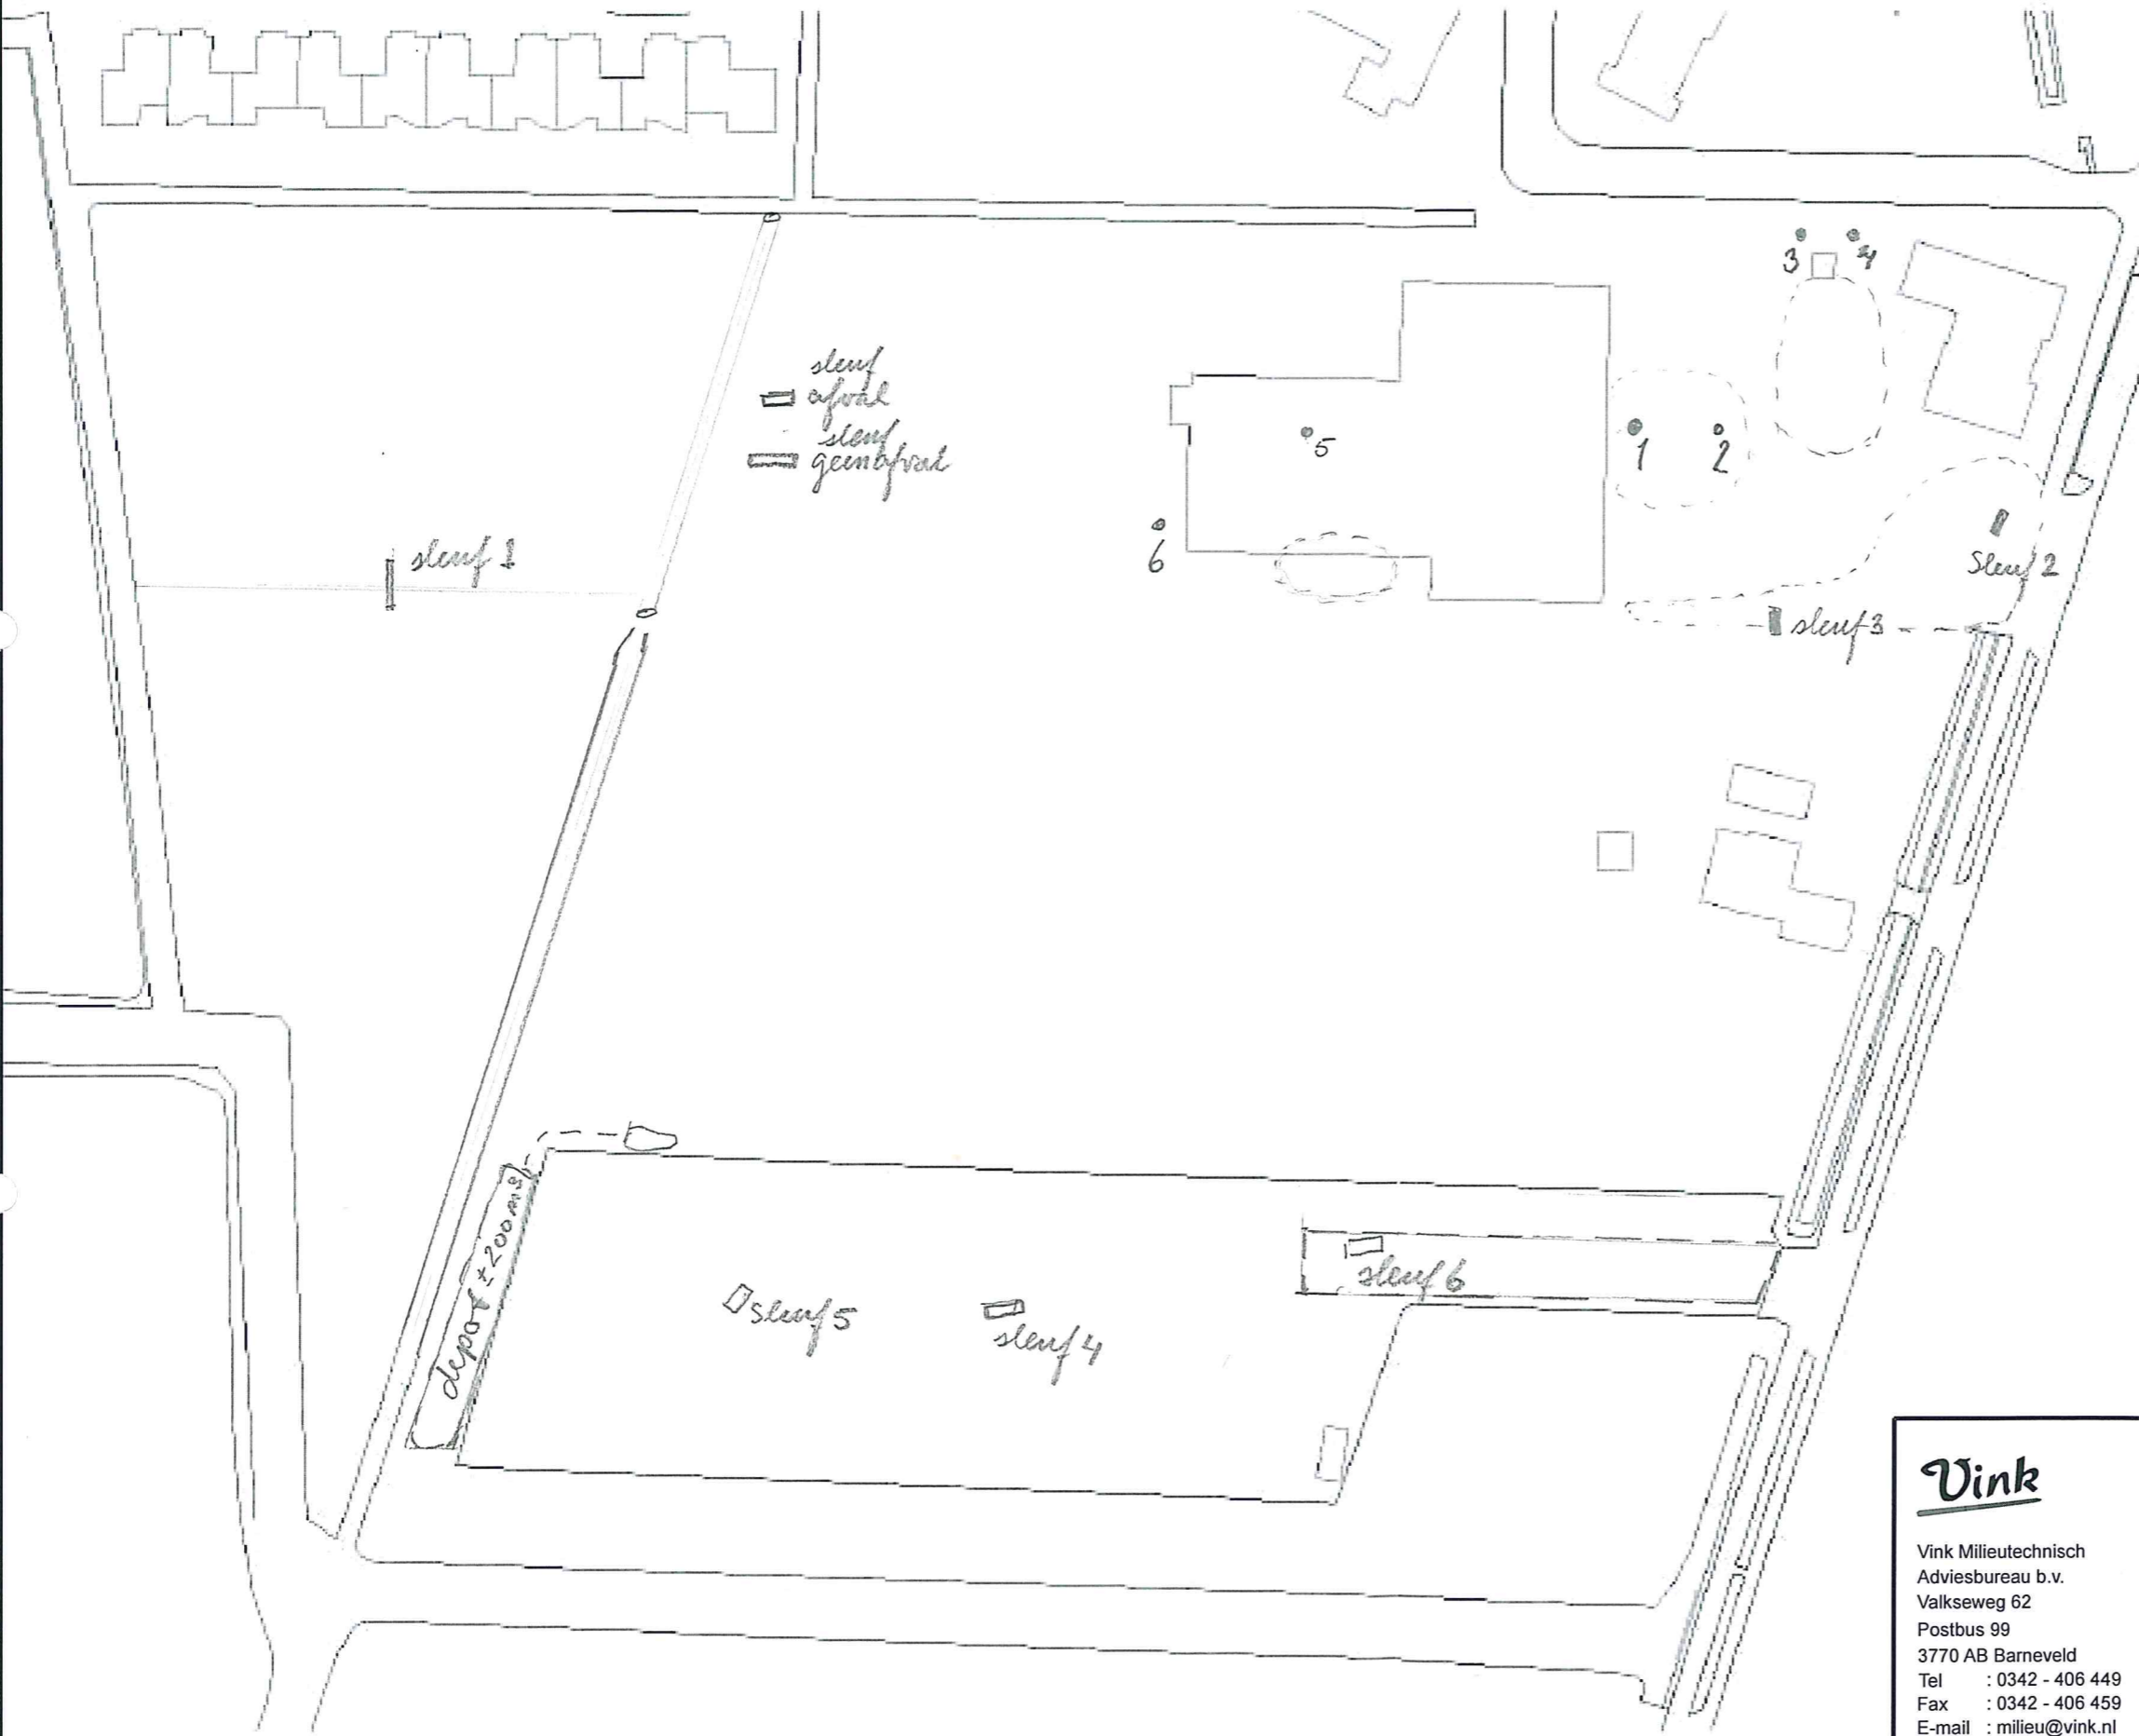 3
4
sleuf
afval
sleuf
geen afval
5
1
2
6
sleuf 1
Sleuf 2
sleuf 3
depot ±200m3
sleuf 6
sleuf 5
sleuf 4
Vink
Vink Milieutechnisch
Adviesbureau b.v.
Valkseweg 62
Postbus 99
3770 AB Barneveld
Tel : 0342 - 406 449
Fax : 0342 - 406 459
E-mail : milieu@vink.nl